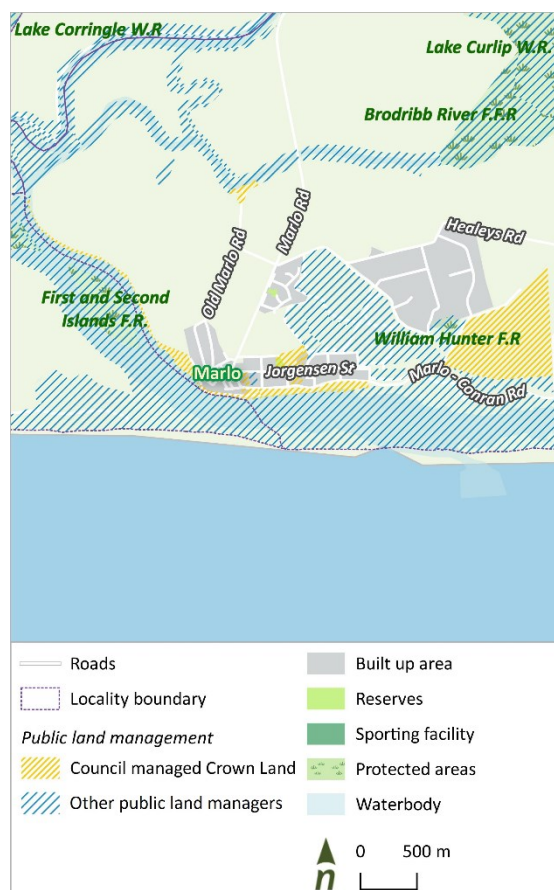 Lake Corringle W.R
Lake Curlip W.R.
Brodribb River F.F.R
Old Marlo Rd
Marlo Rd
Healeys Rd
First and Second
Islands F.R.
William Hunter F.R
Marlo
Jorgensen St
Marlo - Conran Rd
Roads
Locality boundary
Public land management
Council managed Crown Land
Other public land managers
Built up area
Reserves
Sporting facility
Protected areas
Waterbody
n
0 500 m